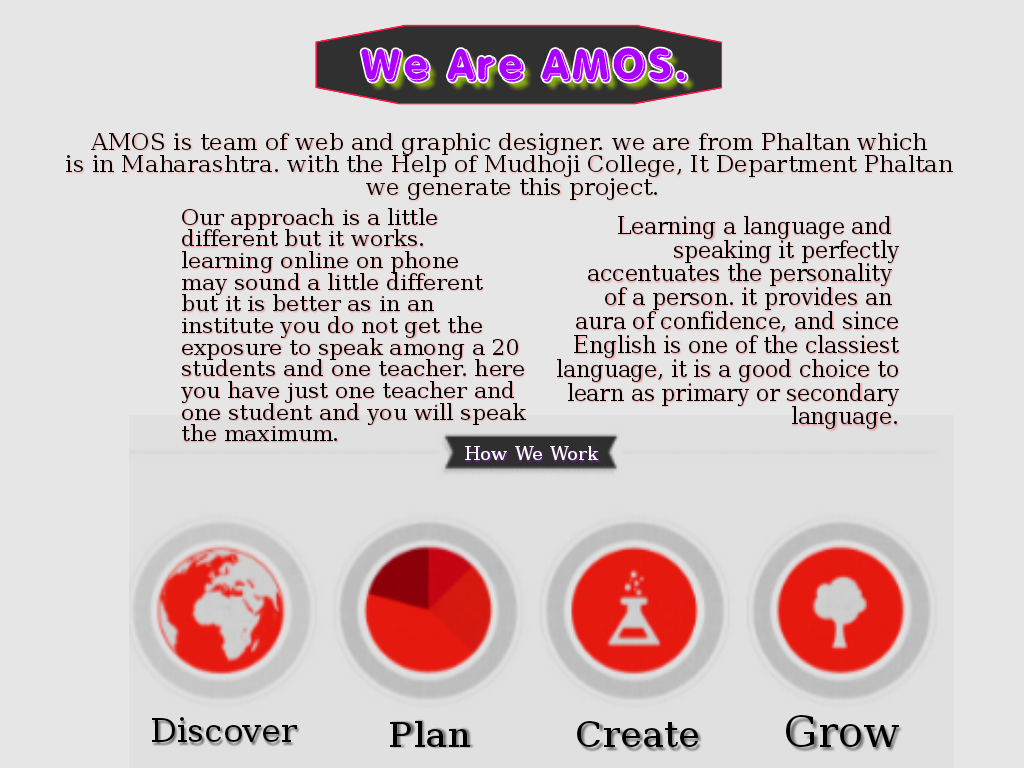 We Are AMOS.
AMOS is team of web and graphic designer. we are from Phaltan which
is in Maharashtra. with the Help of Mudhoji College, It Department Phaltan
we generate this project.
Our approach is a little
different but it works.
learning online on phone
may sound a little different
but it is better as in an
institute you do not get the
exposure to speak among a 20
students and one teacher. here
you have just one teacher and
one student and you will speak
the maximum.
Learning a language and
speaking it perfectly
accentuates the personality
of a person. it provides an
aura of confidence, and since
English is one of the classiest
language, it is a good choice to
learn as primary or secondary
language.
How We Work
Discover
Plan
Create
Grow